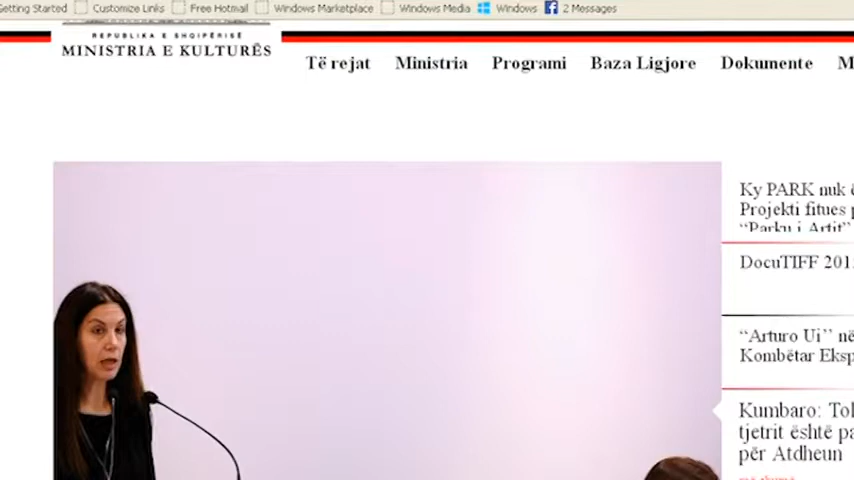 Getting Started Customize Links Free Hotmail Windows Marketplace Windows Media Windows 2 Messages
REPUBLIKA E SHQIPËRISË
MINISTRIA E KULTURËS
Të rejat Ministria Programi Baza Ligjore Dokumente
Ky PARK nuk
Projekti fitues
“Parku i Artit”
DocuTIFF 201
“Arturo Ui” në
Kombëtar Eksp
Kumbaro: Tol
tjetrit është pa
për Atdheun